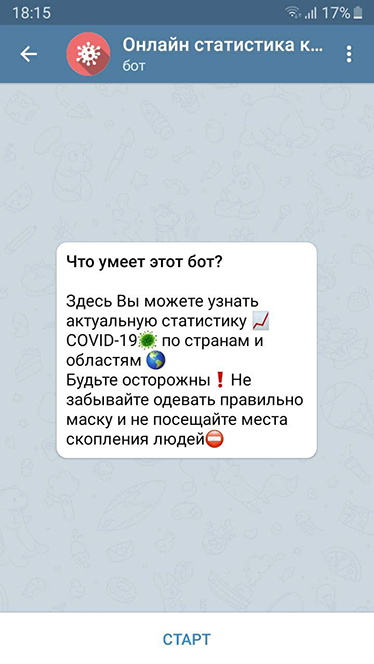 18:15
17%
Онлайн статистика к...
бот
Что умеет этот бот?
Здесь Вы можете узнать
актуальную статистику 📈
COVID-19🦠 по странам и
областям 🌎
Будьте осторожны❗Не
забывайте одевать правильно
маску и не посещайте места
скопления людей⛔
СТАРТ